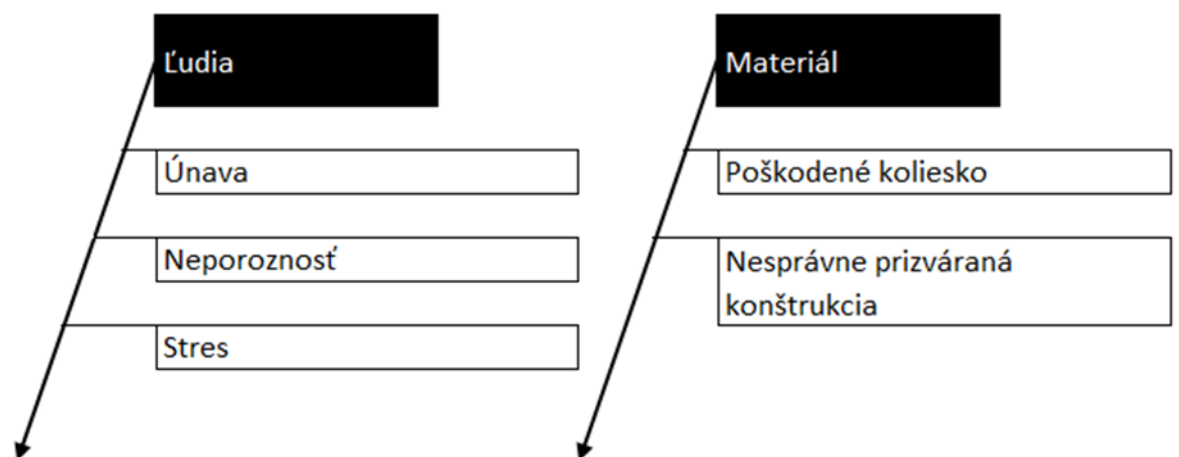 Ľudia
Únava
Neporoznosť
Stres
Materiál
Poškodené koliesko
Nesprávne prizváraná
konštrukcia